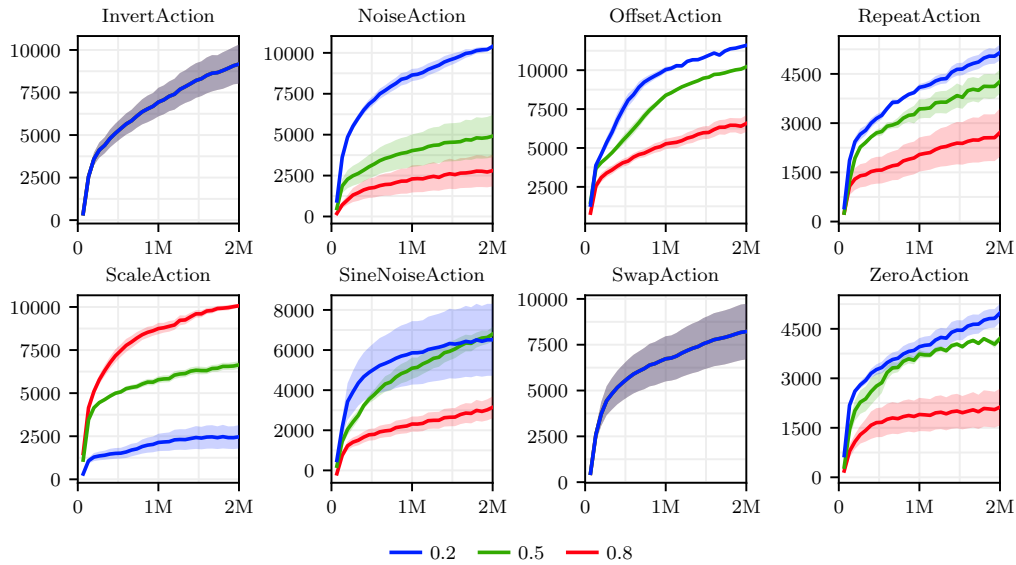 InvertAction
NoiseAction
OffsetAction
RepeatAction
10000
7500
5000
2500
0
0 1M 2M
10000
7500
5000
2500
0
0 1M 2M
10000
7500
5000
2500
0 1M 2M
4500
3000
1500
0
0 1M 2M
ScaleAction
SineNoiseAction
SwapAction
ZeroAction
10000
7500
5000
2500
0
0 1M 2M
8000
6000
4000
2000
0
0 1M 2M
10000
7500
5000
2500
0
0 1M 2M
4500
3000
1500
0
0 1M 2M
0.2 0.5 0.8